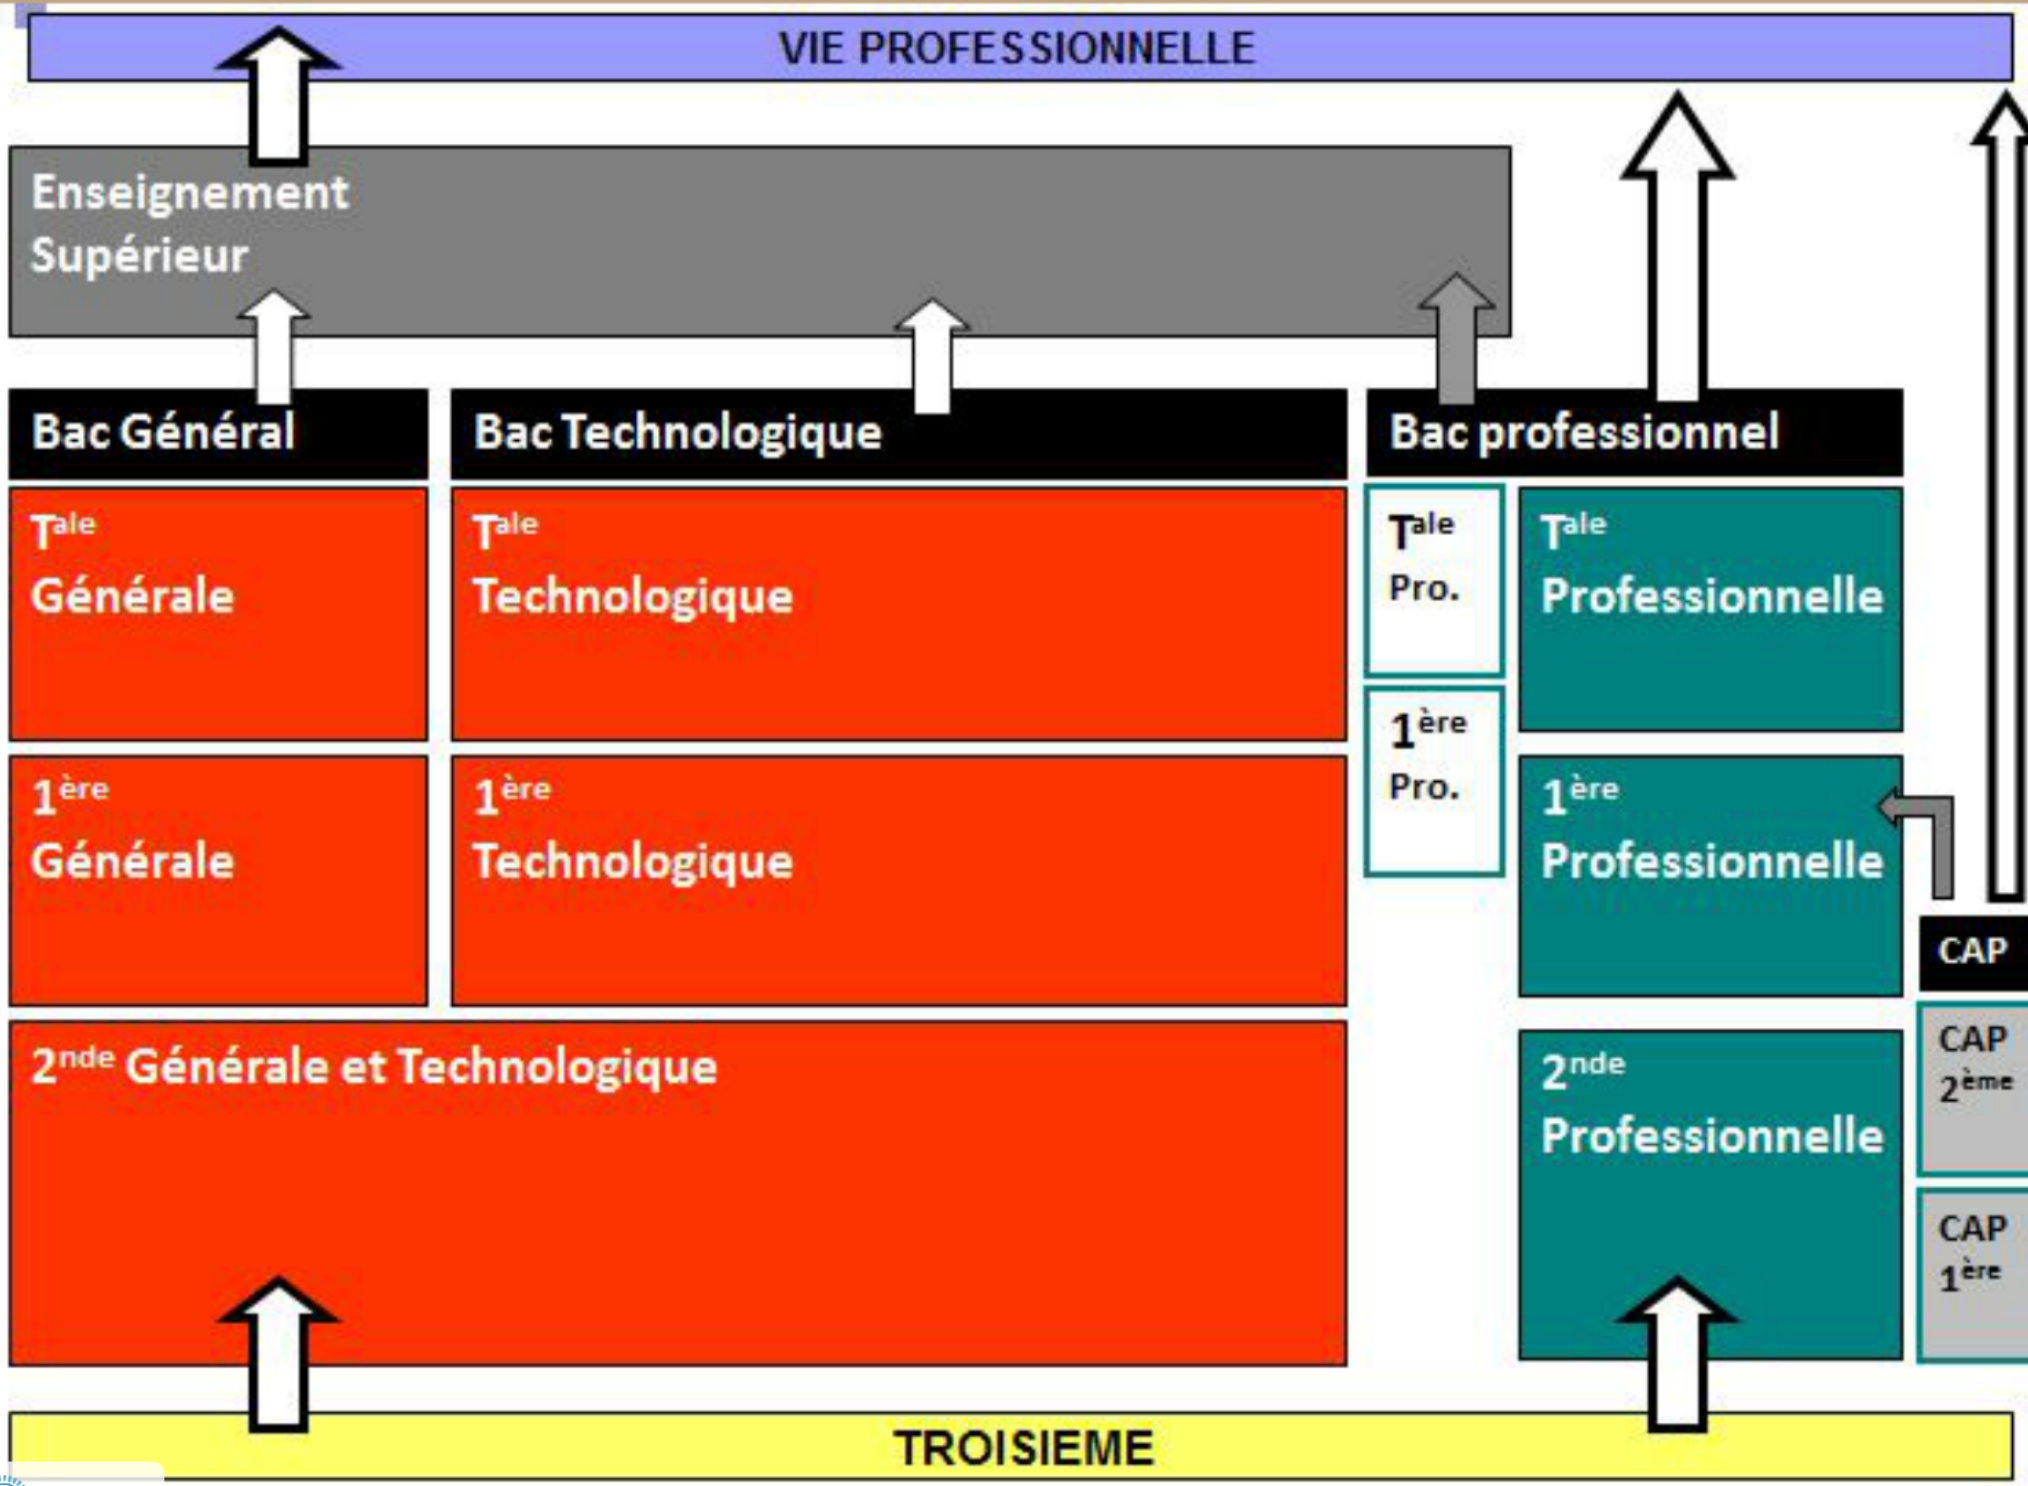 VIE PROFESSIONNELLE
Enseignement
Supérieur
Bac Général
Bac Technologique
Bac professionnel
Tale
Générale
Tale
Technologique
Tale
Pro.
Tale
Professionnelle
1ère
Générale
1ère
Technologique
1ère
Pro.
1ère
Professionnelle
CAP
2nde Générale et Technologique
2nde
Professionnelle
CAP
2ème
CAP
1ère
TROISIEME